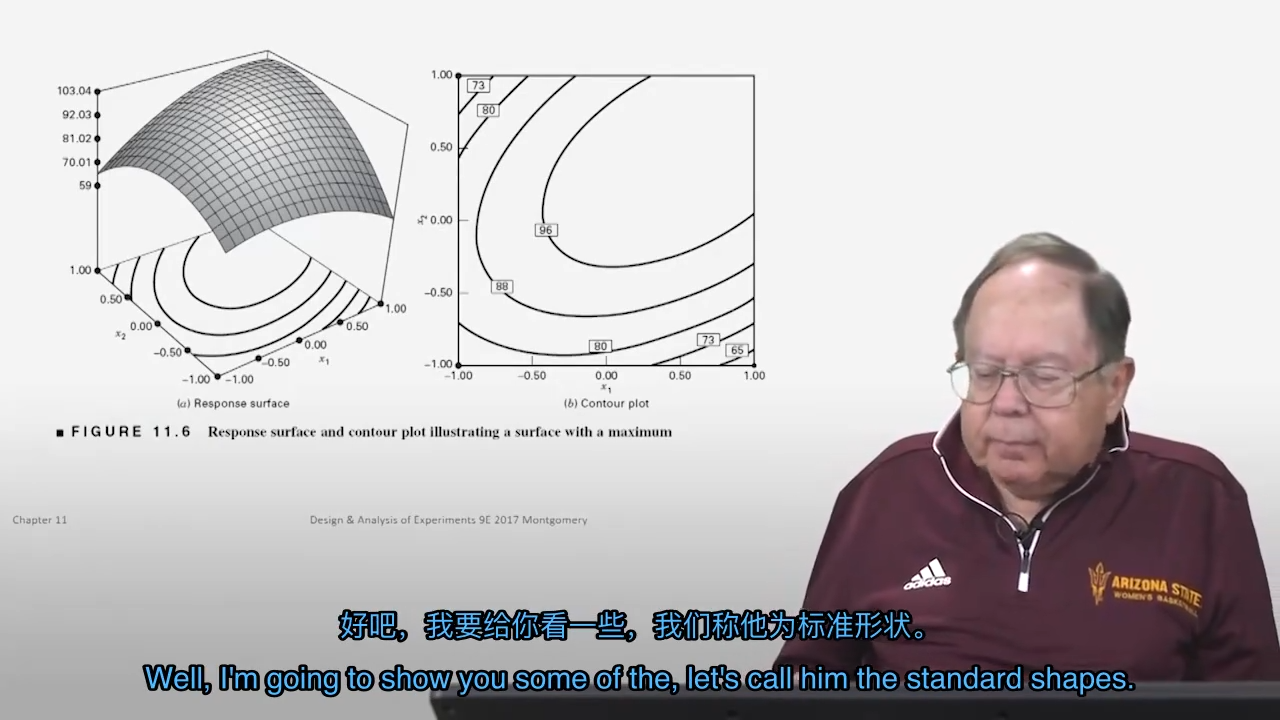 103.04
92.03
81.02
70.01
59
1.00
0.50
0.00
−0.50
−1.00
x2
−1.00
−0.50
0.00
0.50
1.00
x1
(a) Response surface
1.00
0.50
0.00
−0.50
−1.00
x2
73
80
96
88
80
73
65
−1.00
−0.50
0.00
0.50
1.00
x1
(b) Contour plot
■ FIGURE 11.6 Response surface and contour plot illustrating a surface with a maximum
Chapter 11
Design & Analysis of Experiments 9E 2017 Montgomery
adidas
ARIZONA STATE
WOMEN'S BASKETBALL
好吧，我要给你看一些，我们称他为标准形状。
Well, I'm going to show you some of the, let's call him the standard shapes.